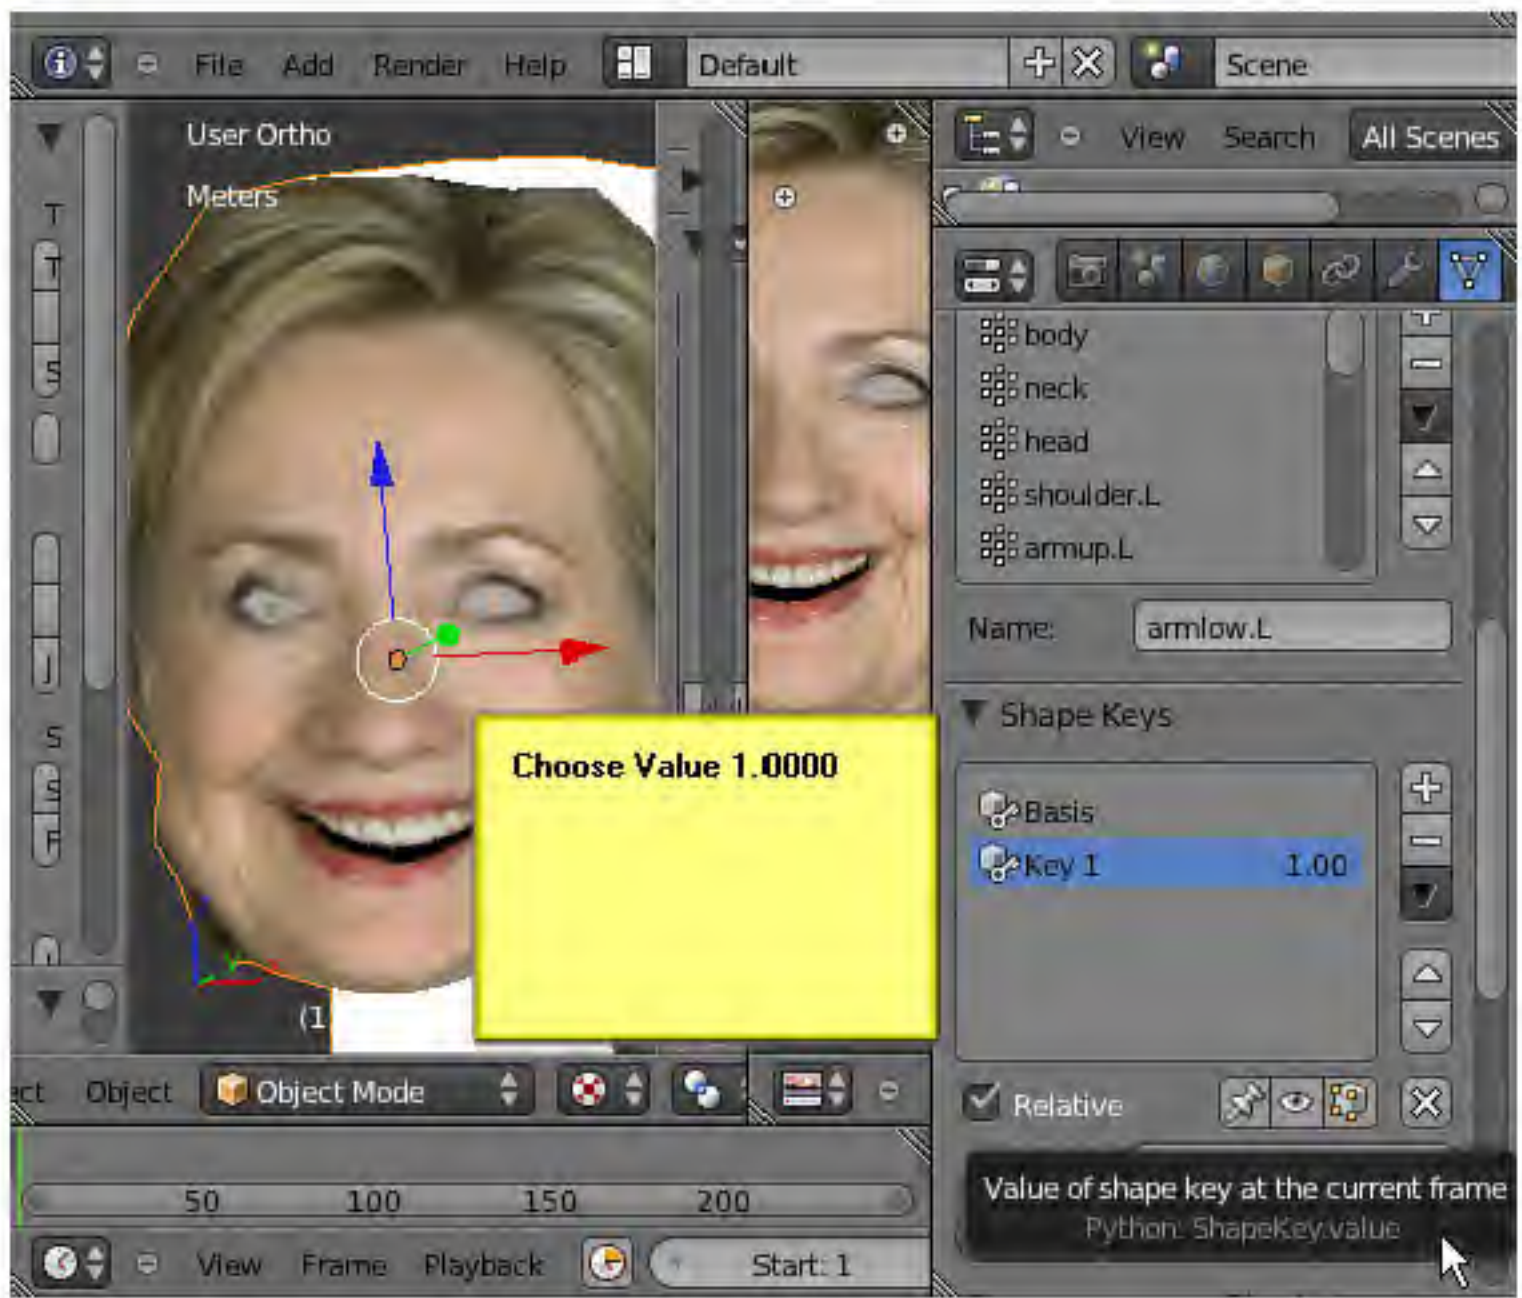 File Add Render Help Default Scene
User Ortho
Meters
View Search All Scenes
T
T
S
J
S
S
F
body
neck
head
shoulder.L
armup.L
Name: armlow.L
Shape Keys
Choose Value 1.0000
Basis
Key 1 1.00
(1
ect Object Object Mode
Relative
50 100 150 200
Value of shape key at the current frame
Python: ShapeKey.value
View Frame Playback Start: 1